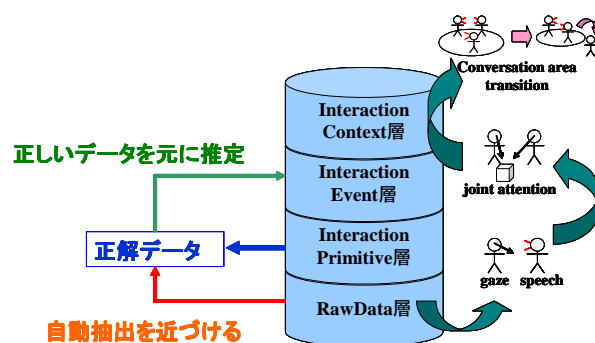 Conversation area
transition
Interaction
Context層
正しいデータを元に推定
joint attention
Interaction
Event層
正解データ
Interaction
Primitive層
gaze speech
RawData層
自動抽出を近づける